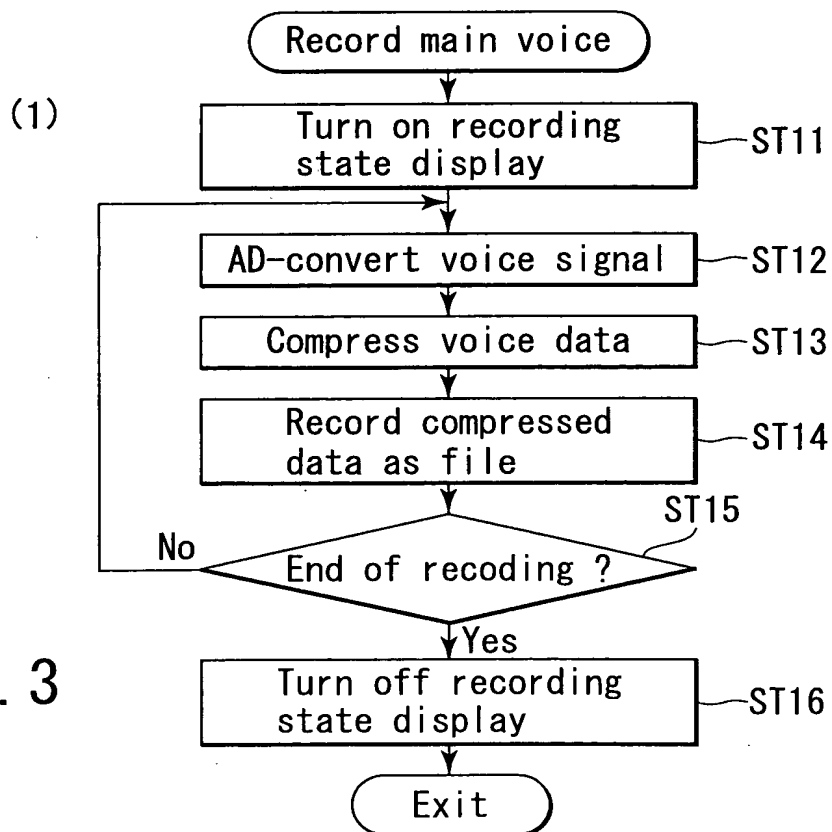 Record main voice
(1)
Turn on recording
state display
ST11
AD-convert voice signal
ST12
Compress voice data
ST13
Record compressed
data as file
ST14
ST15
No
End of recoding ?
Yes
. 3
Turn off recording
state display
ST16
Exit